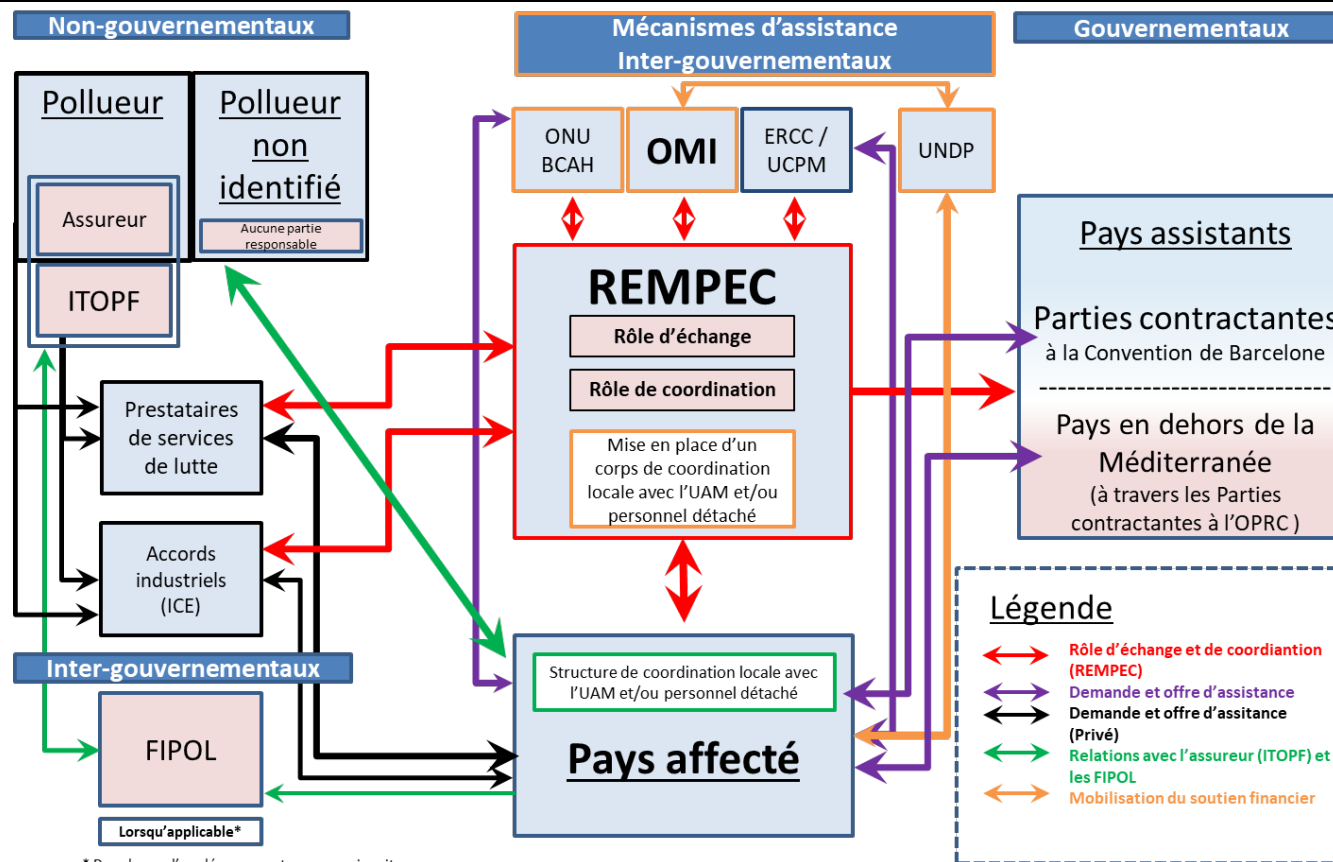 Non-gouvernementaux
Mécanismes d'assistance
Inter-gouvernementaux
Gouvernementaux
Pollueur
Assureur
ITOPF
Pollueur
non
identifié
Aucune partie
responsable
ONU
BCAH
OMI
ERCC /
UCPM
UNDP
REMPEC
Rôle d'échange
Rôle de coordination
Mise en place d'un
corps de coordination
locale avec l'UAM et/ou
personnel détaché
Pays assistants
Parties contractantes
à la Convention de Barcelone
--------------------------------
Pays en dehors de la
Méditerranée
(à travers les Parties
contractantes à l'OPRC )
Prestataires
de services
de lutte
Accords
industriels
(ICE)
Inter-gouvernementaux
FIPOL
Lorsqu'applicable*
Structure de coordination locale avec
l'UAM et/ou personnel détaché
Pays affecté
Légende
Rôle d'échange et de coordiantion
(REMPEC)
Demande et offre d'assistance
Demande et offre d'assitance
(Privé)
Relations avec l'assureur (ITOPF) et
les FIPOL
Mobilisation du soutien financier